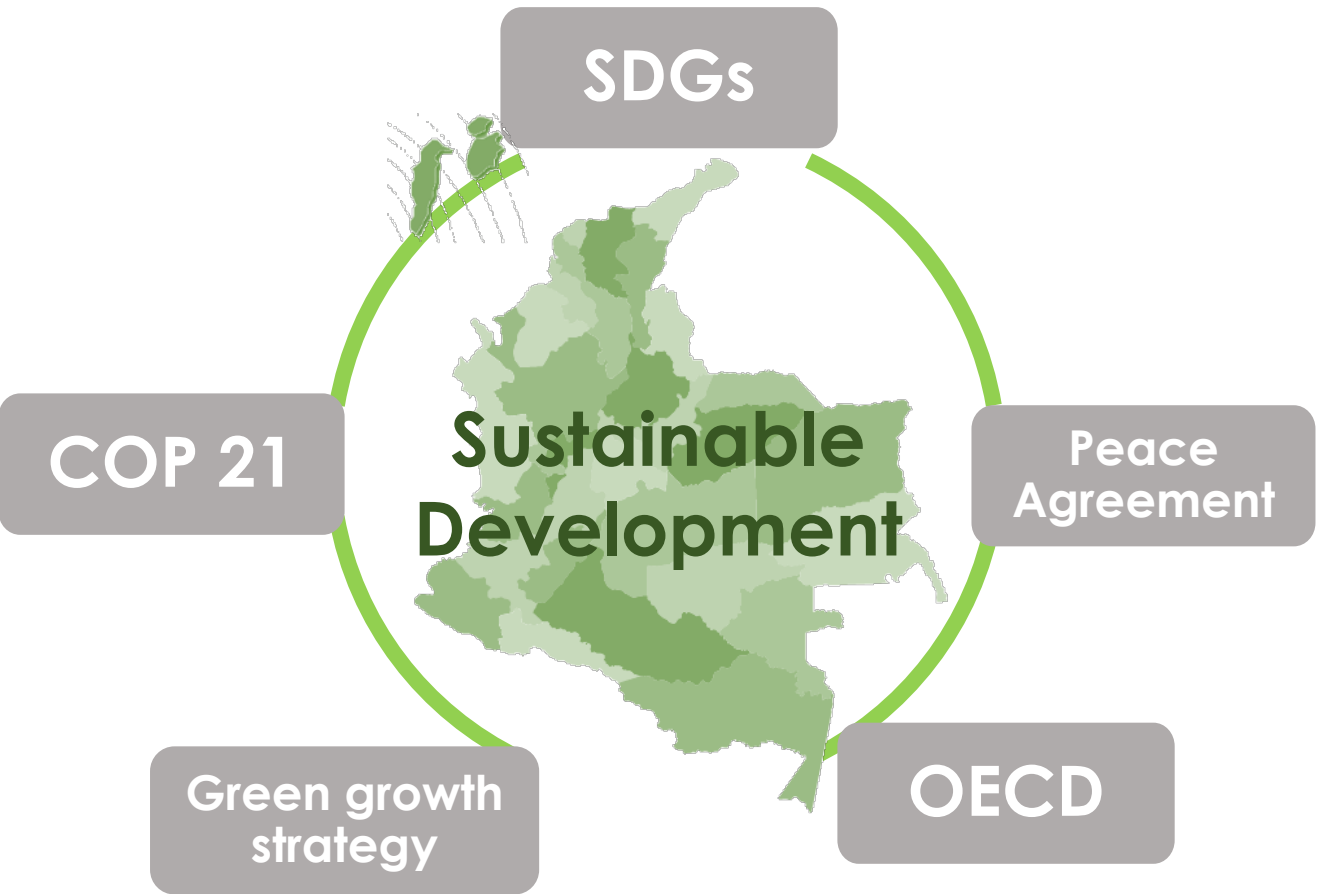 SDGs
COP 21
Sustainable
Development
Peace
Agreement
Green growth
strategy
OECD